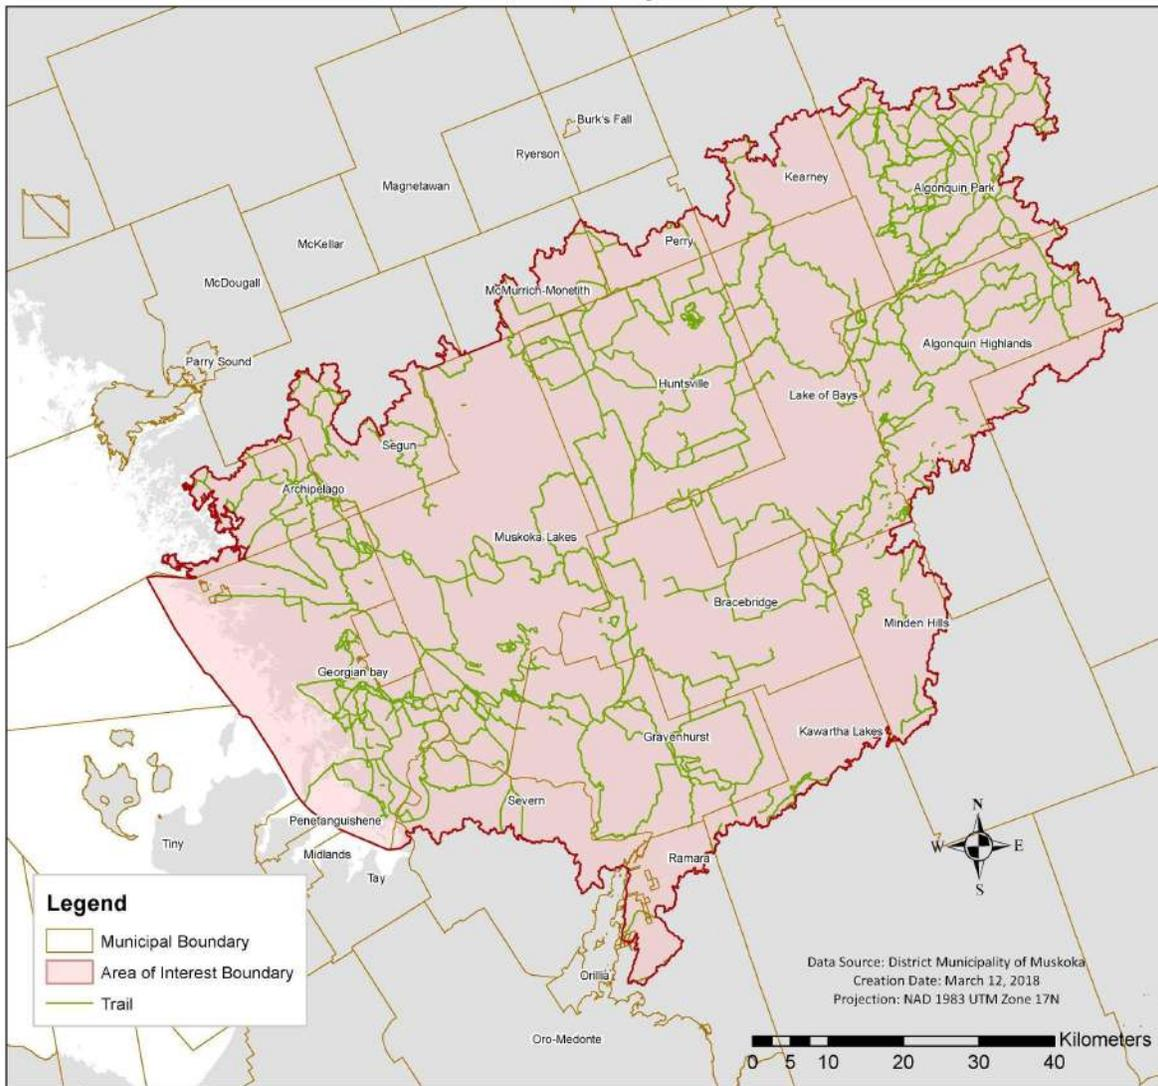 Burk's Fall
Ryerson
Kearney
Magnetawan
Algonquin Park
McKellar
Perry
McDougall
McMurrich-Monetith
Algonquin Highlands
Parry Sound
Huntsville
Lake of Bays
Segun
Archipelago
Muskoka Lakes
Bracebridge
Minden Hills
Georgian bay
Kawartha Lakes
Gravenhurst
Severn
Penetanguishene
Tiny
Midlands
Ramara
Tay
Orillia
Oro-Medonte
N
W
E
S
Legend
Municipal Boundary
Area of Interest Boundary
Trail
Data Source: District Municipality of Muskoka
Creation Date: March 12, 2018
Projection: NAD 1983 UTM Zone 17N
Kilometers
0 5 10 20 30 40